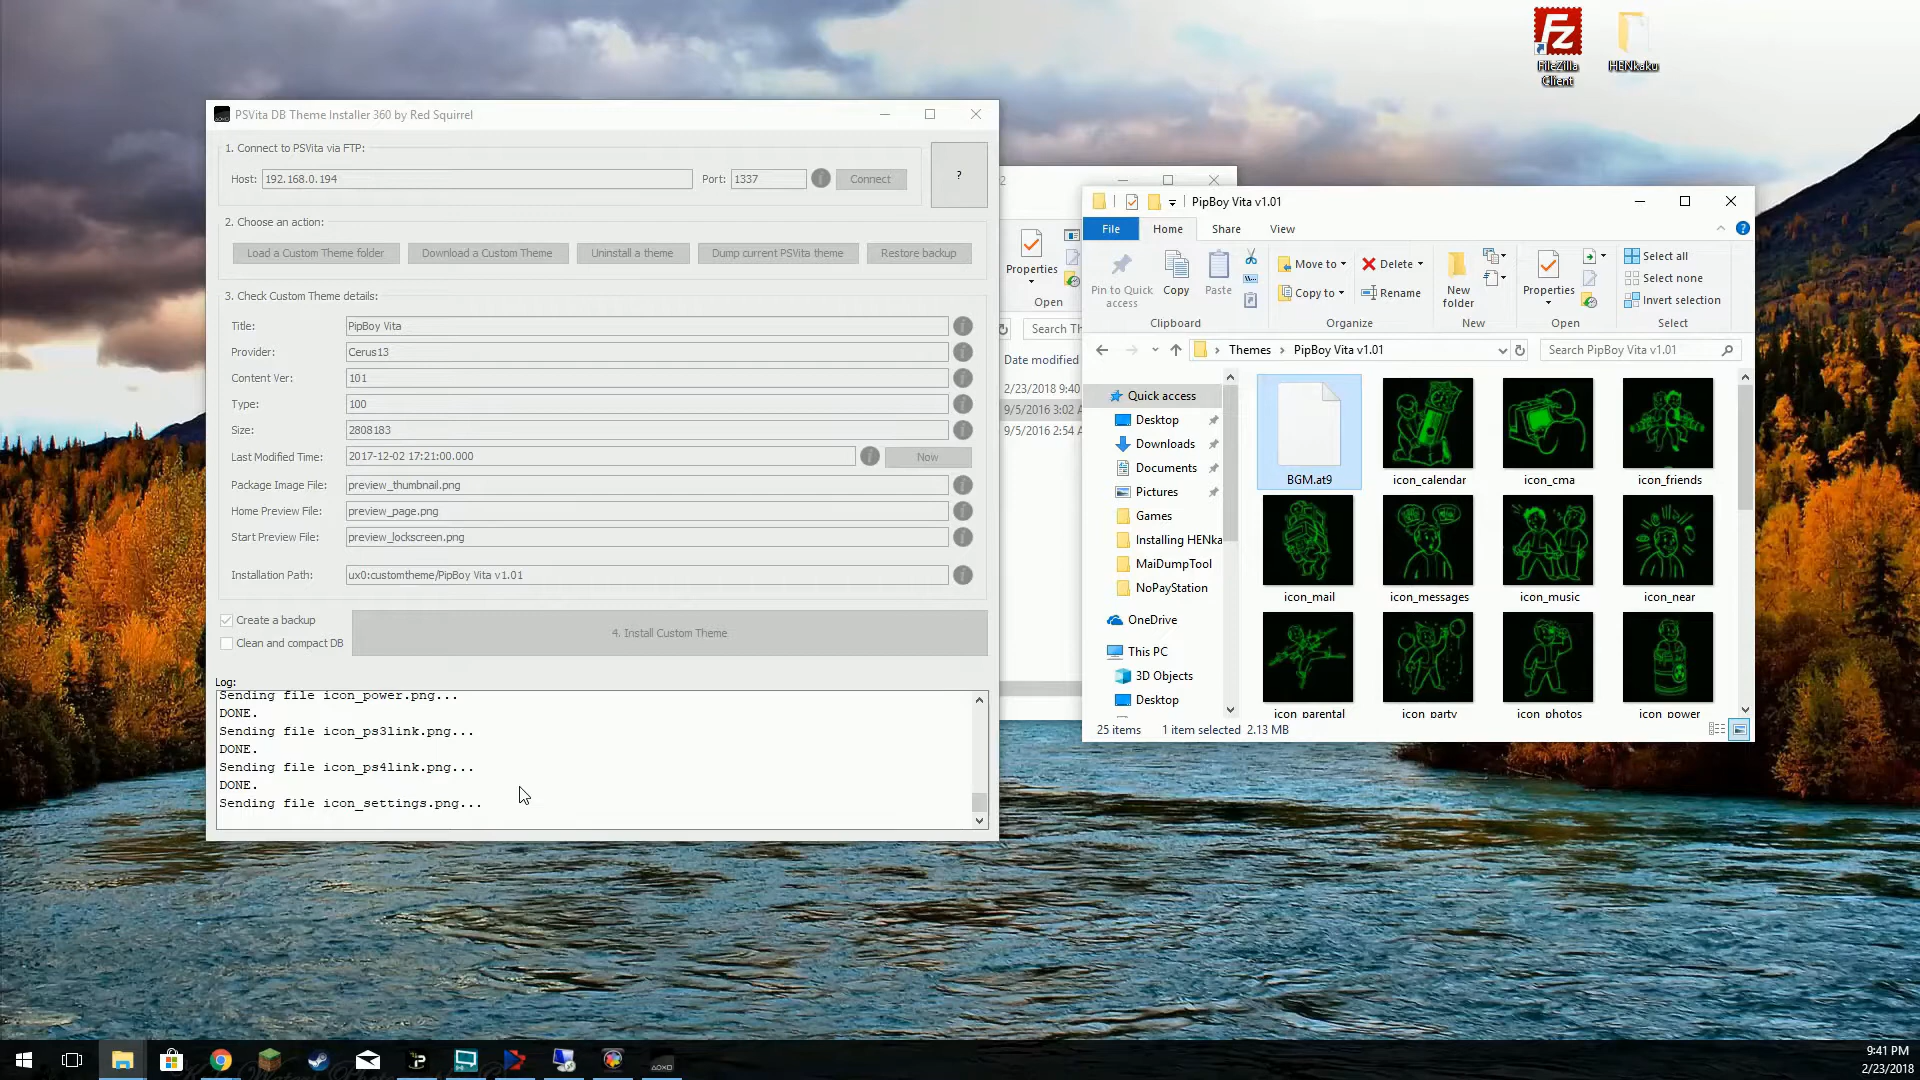 FileZilla
Client
HENkaku
PSVita DB Theme Installer 360 by Red Squirrel
1. Connect to PSVita via FTP:
Host: 192.168.0.194 Port: 1337 Connect
?
2. Choose an action:
Load a Custom Theme folder Download a Custom Theme Uninstall a theme Dump current PSVita theme Restore backup
3. Check Custom Theme details:
Title: PipBoy Vita
Provider: Cerus13
Content Ver: 101
Type: 100
Size: 2808183
Last Modified Time: 2017-12-02 17:21:00.000 Now
Package Image File: preview_thumbnail.png
Home Preview File: preview_page.png
Start Preview File: preview_lockscreen.png
Installation Path: ux0:customtheme/PipBoy Vita v1.01
Create a backup
Clean and compact DB
4. Install Custom Theme
Log:
Sending file icon_power.png...
DONE.
Sending file icon_ps3link.png...
DONE.
Sending file icon_ps4link.png...
DONE.
Sending file icon_settings.png...
2
Properties
Open
Search Th
Date modified
2/23/2018 9:40
9/5/2016 3:02 A
9/5/2016 2:54 A
PipBoy Vita v1.01
File Home Share View
Pin to Quick
access
Copy
Paste
Clipboard
Move to
Copy to
Delete
Rename
Organize
New
folder
New
Properties
Open
Select all
Select none
Invert selection
Select
Themes PipBoy Vita v1.01
Search PipBoy Vita v1.01
Quick access
Desktop
Downloads
Documents
Pictures
Games
Installing HENka
MaiDumpTool
NoPayStation
OneDrive
This PC
3D Objects
Desktop
BGM.at9 icon_calendar icon_cma icon_friends
icon_mail icon_messages icon_music icon_near
icon_parental icon_party icon_photos icon_power
25 items 1 item selected 2.13 MB
9:41 PM
2/23/2018